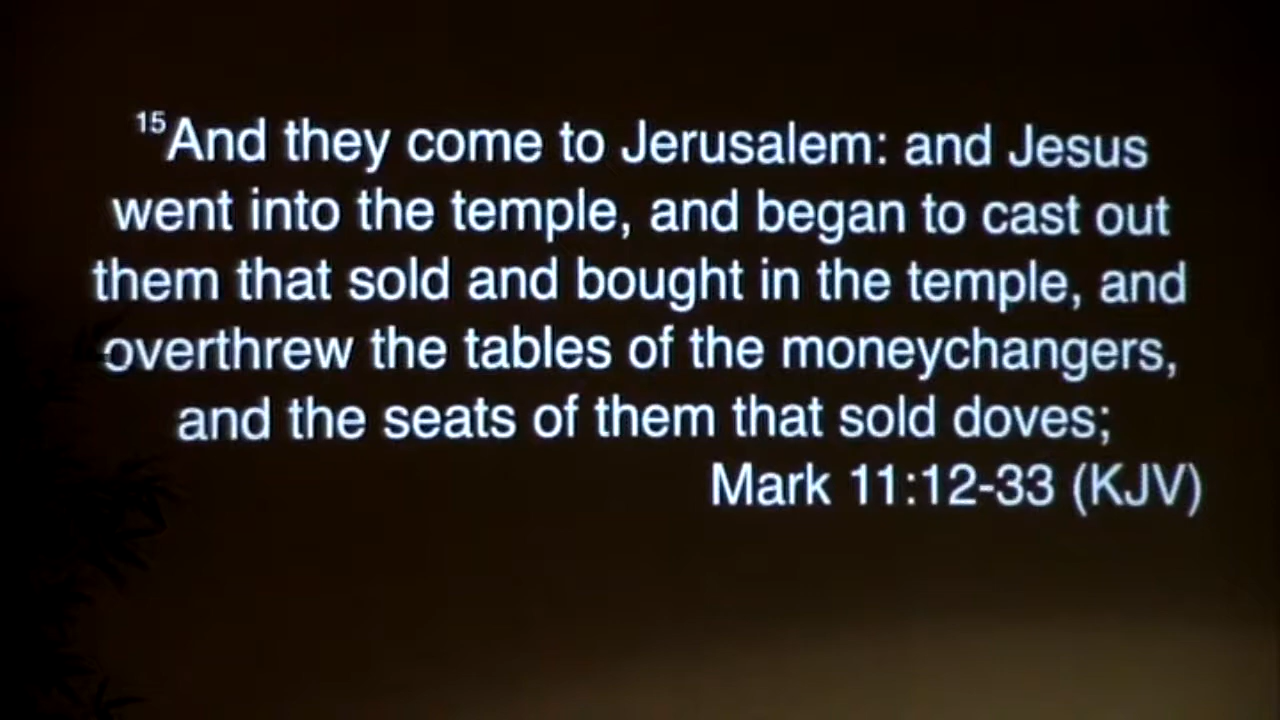 15And they come to Jerusalem: and Jesus
went into the temple, and began to cast out
them that sold and bought in the temple, and
overthrew the tables of the moneychangers,
and the seats of them that sold doves;
Mark 11:12-33 (KJV)